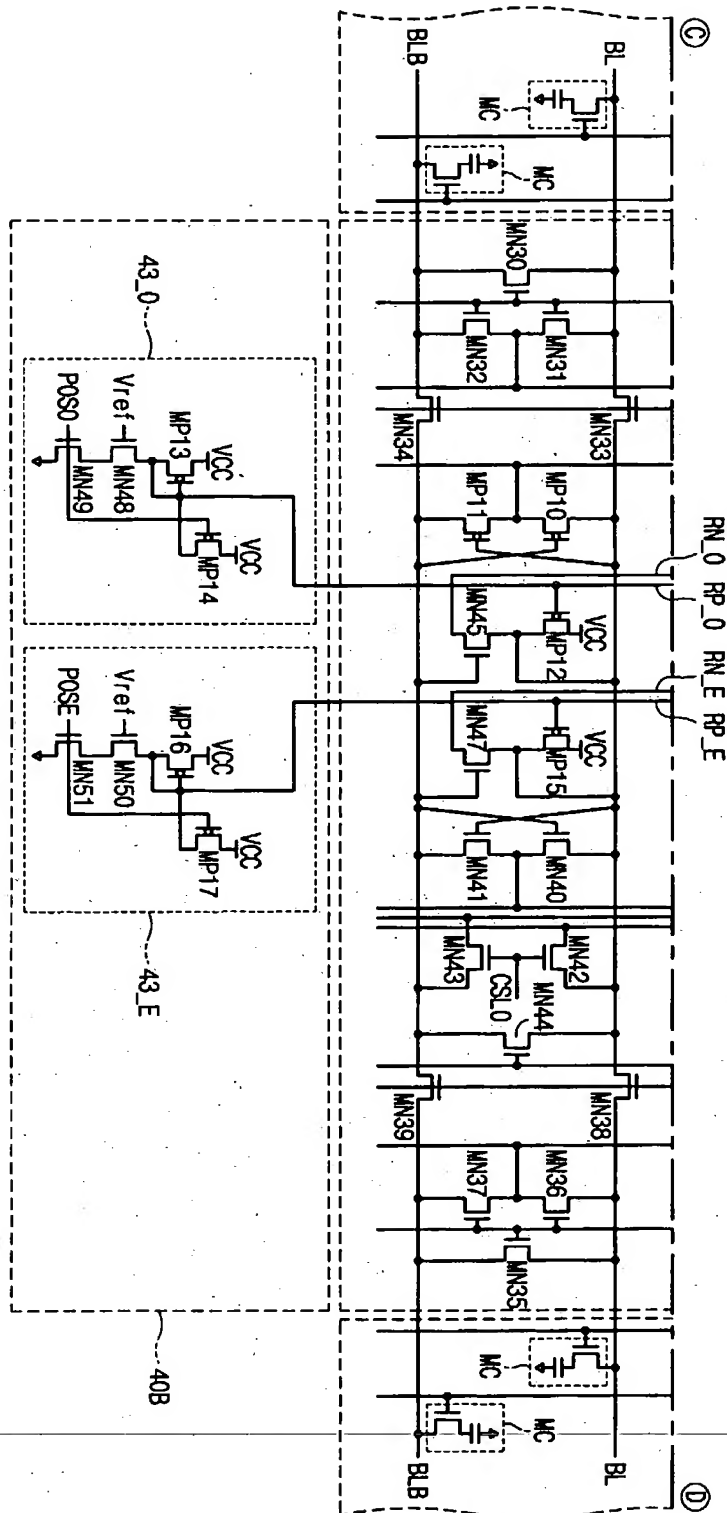 Ⓒ
Ⓓ
RN_O
RP_O
RN_E
RP_E
BL
BL
MC
MC
MN33
MN38
MN31
MP10
MP12
VCC
MP15
VCC
MN40
MN42
MN44
MN36
MN30
CSL0
MN35
MC
MN32
MP11
MN45
MN47
MN41
MN43
MN37
MC
BLB
MN34
MN39
BLB
VCC
MP14
VCC
MP17
VCC
MP13
VCC
MP16
Vref
MN48
Vref
MN50
POSO
MN49
POSE
MN51
43_O
43_E
40B